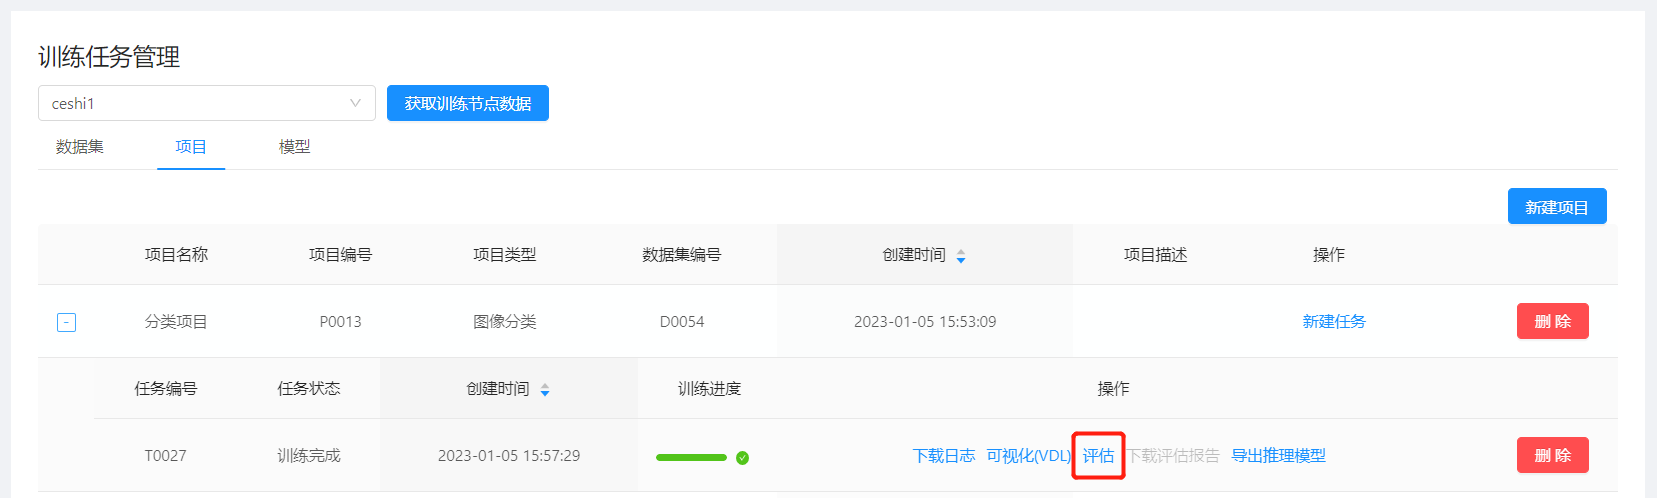 训练任务管理
ceshi1 获取训练节点数据
数据集 项目 模型
新建项目
项目名称 项目编号 项目类型 数据集编号 创建时间 项目描述 操作
- 分类项目 P0013 图像分类 D0054 2023-01-05 15:53:09 新建任务 删 除
任务编号 任务状态 创建时间 训练进度 操作
T0027 训练完成 2023-01-05 15:57:29 下载日志 可视化(VDL) 评估 下载评估报告 导出推理模型 删 除